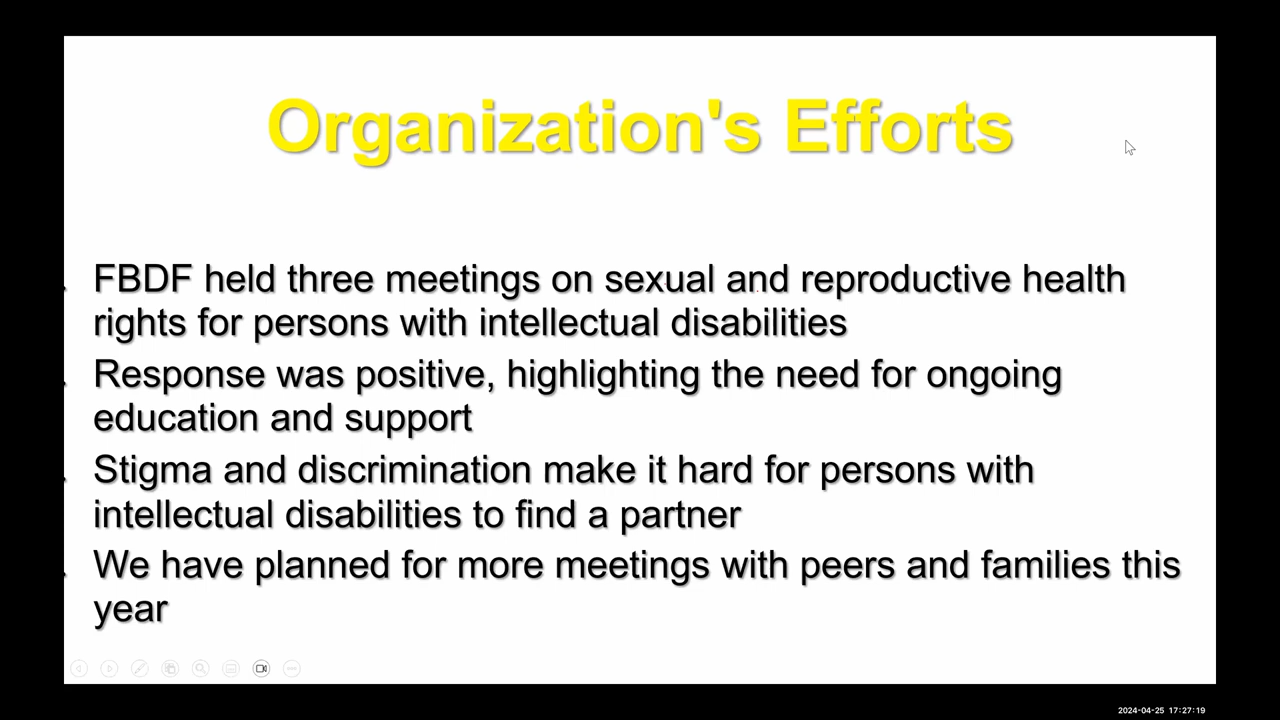 Organization's Efforts
FBDF held three meetings on sexual and reproductive health
rights for persons with intellectual disabilities
Response was positive, highlighting the need for ongoing
education and support
Stigma and discrimination make it hard for persons with
intellectual disabilities to find a partner
We have planned for more meetings with peers and families this
year
2024-04-25 17:27:19